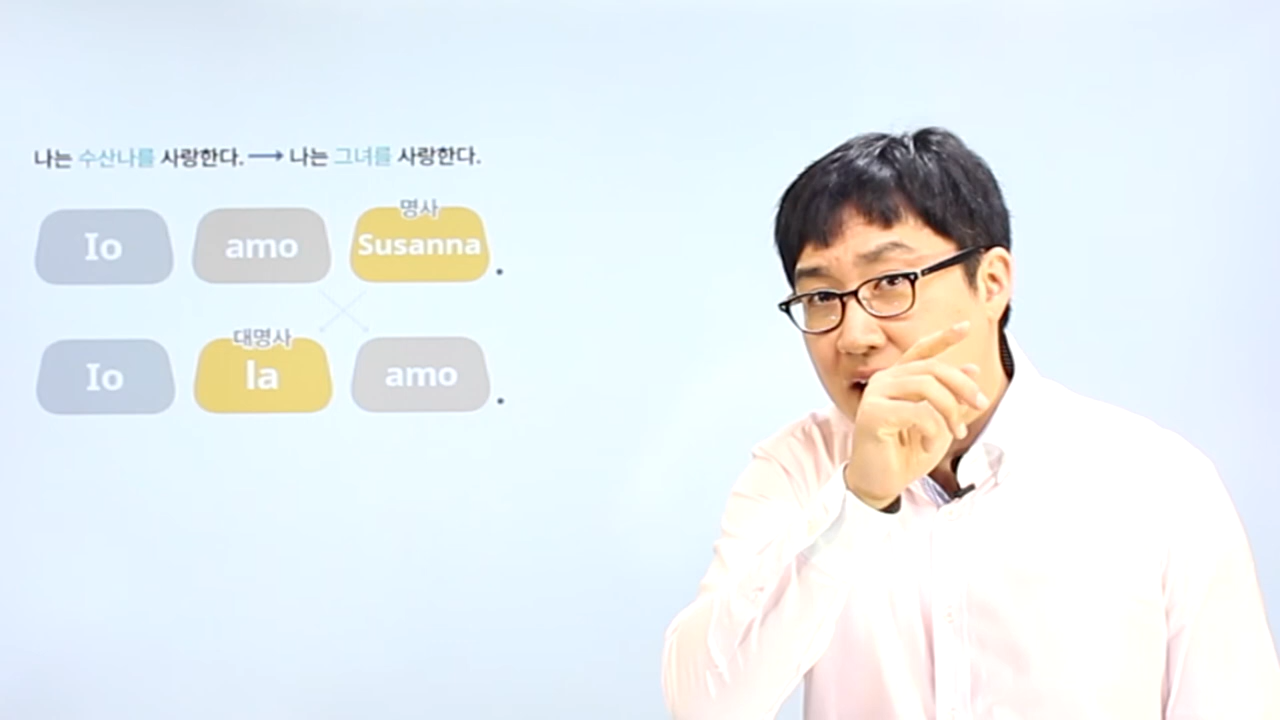 나는 수산나를 사랑한다. → 나는 그녀를 사랑한다.
명사
Io amo Susanna.
대명사
Io la amo.